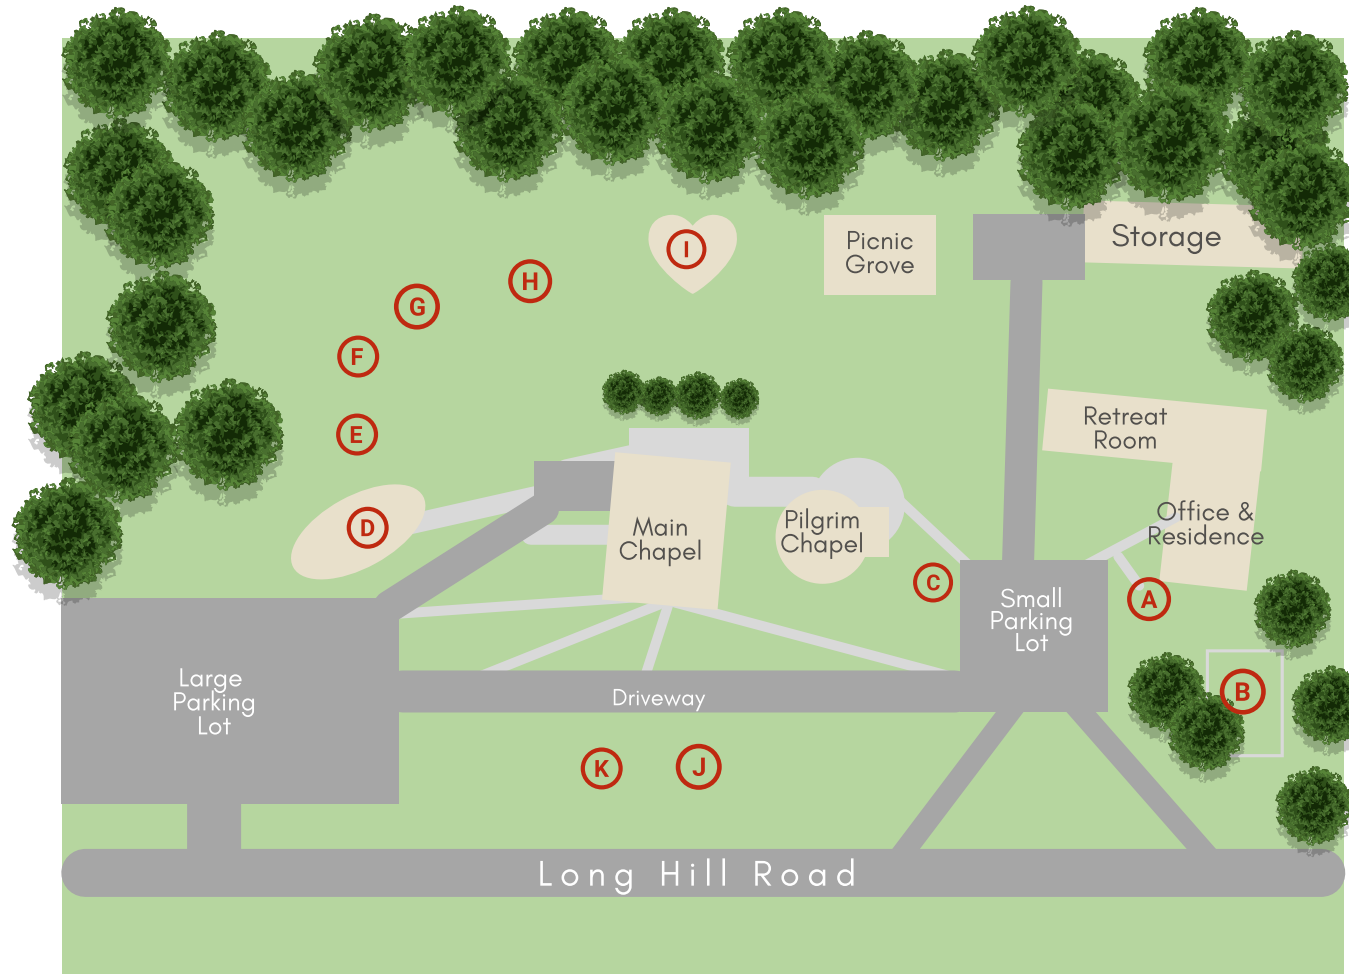 Storage
Picnic
Grove
I
H
G
F
E
D
Retreat
Room
Office &
Residence
Main
Chapel
Pilgrim
Chapel
C
Small
Parking
Lot
A
B
Large
Parking
Lot
Driveway
K
J
Long Hill Road